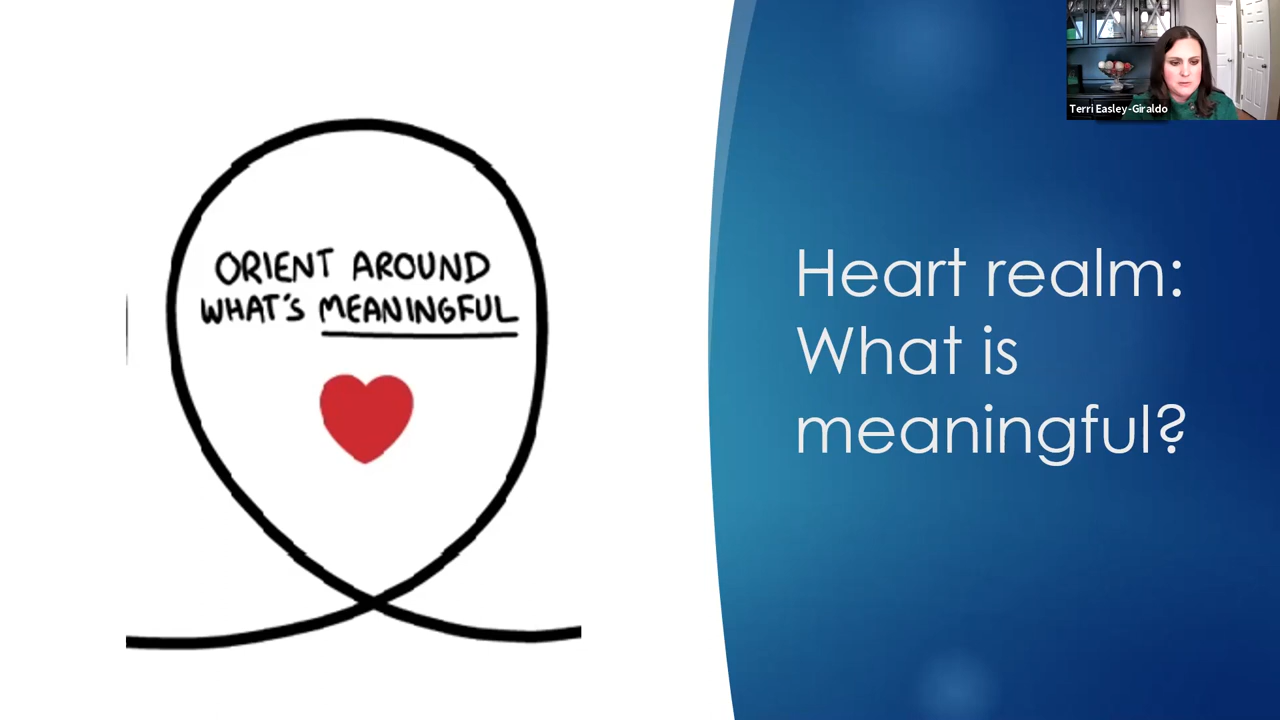 ORIENT AROUND
WHAT'S MEANINGFUL
Heart realm:
What is
meaningful?
Terri Easley-Giraldo